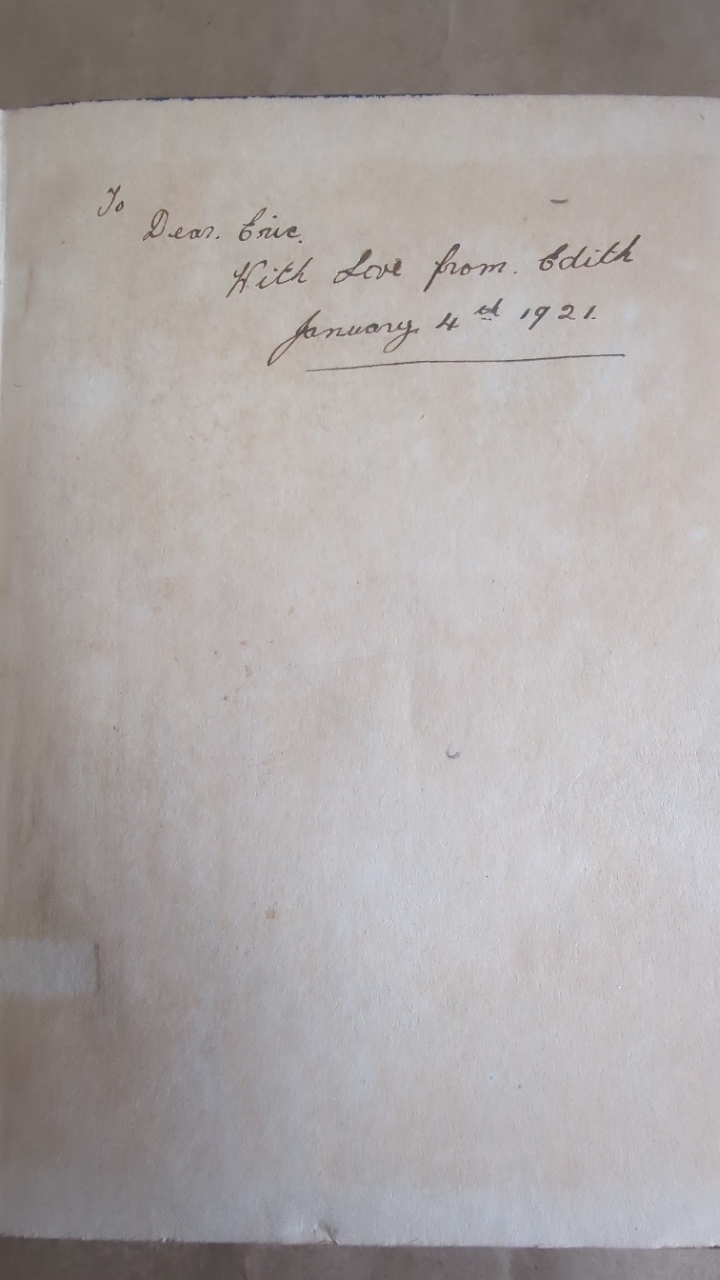 To
Dear. Eric.
With Love from. Edith
January. 4th 1921.